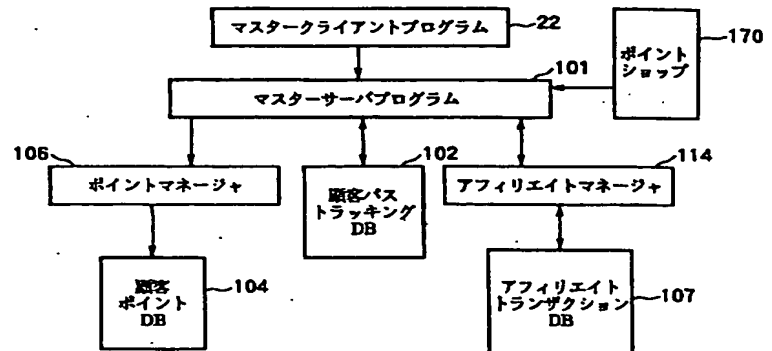 マスタークライアントプログラム
22
ポイント
ショップ
170
101
マスターサーバプログラム
106
ポイントマネージャ
102
顧客パス
トラッキング
DB
114
アフィリエイトマネージャ
顧客
ポイント
DB
104
アフィリエイト
トランザクション
DB
107